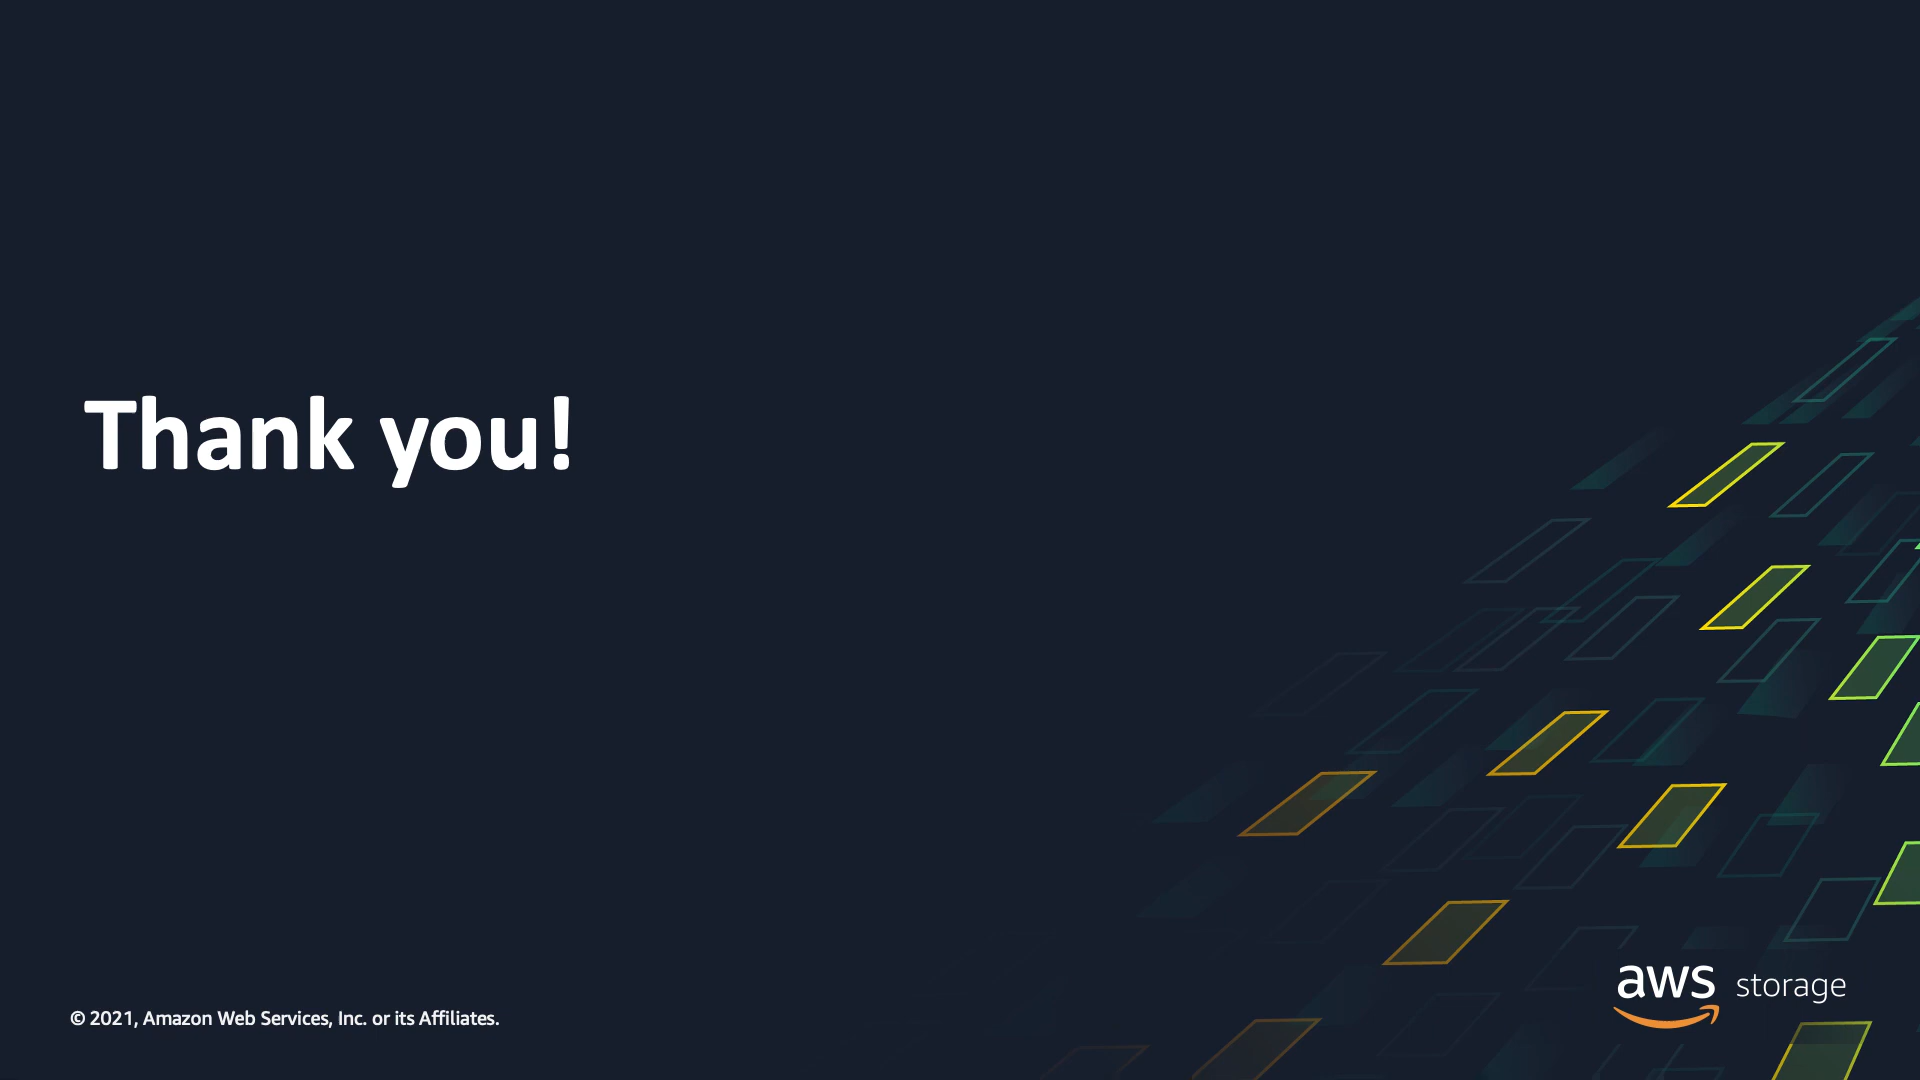 Thank you!
© 2021, Amazon Web Services, Inc. or its Affiliates.
aws storage